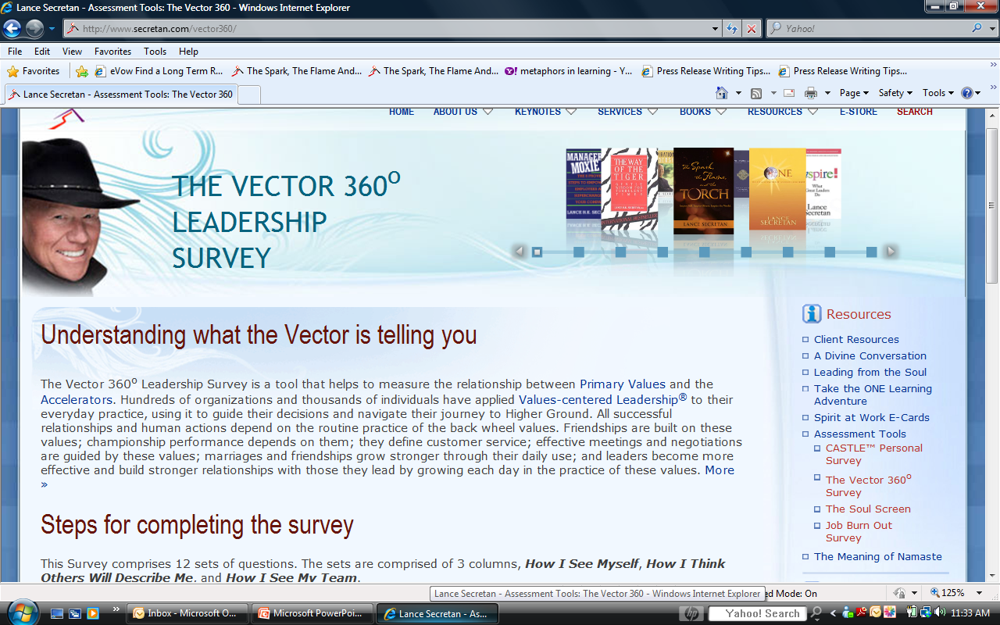 Lance Secretan - Assessment Tools: The Vector 360 - Windows Internet Explorer
http://www.secretan.com/vector360/
Yahoo!
File Edit View Favorites Tools Help
Favorites eVow Find a Long Term R... The Spark, The Flame And... The Spark, The Flame And... metaphors in learning - Y... Press Release Writing Tips... Press Release Writing Tips...
Lance Secretan - Assessment Tools: The Vector 360
Page Safety Tools
HOME ABOUT US KEYNOTES SERVICES BOOKS RESOURCES E-STORE SEARCH
THE VECTOR 360º
LEADERSHIP
SURVEY
MANAGER
MOXIE
THE WAY OF
THE TIGER
LANCE SECRETAN
INTERNATIONAL BESTSELLER
The Spark,
the Flame,
and the
TORCH
LANCE SECRETAN
ONE
LANCE
SECRETAN
spire!
What
Great Leaders
Do
Lance
Secretan
Understanding what the Vector is telling you
The Vector 360º Leadership Survey is a tool that helps to measure the relationship between Primary Values and the
Accelerators. Hundreds of organizations and thousands of individuals have applied Values-centered Leadership® to their
everyday practice, using it to guide their decisions and navigate their journey to Higher Ground. All successful
relationships and human actions depend on the routine practice of the back wheel values. Friendships are built on these
values; championship performance depends on them; they define customer service; effective meetings and negotiations
are guided by these values; marriages and friendships grow stronger through their daily use; and leaders become more
effective and build stronger relationships with those they lead by growing each day in the practice of these values. More
»
Steps for completing the survey
This Survey comprises 12 sets of questions. The sets are comprised of 3 columns, How I See Myself, How I Think
Others Will Describe Me, and How I See My Team.
Resources
Client Resources
A Divine Conversation
Leading from the Soul
Take the ONE Learning
Adventure
Spirit at Work E-Cards
Assessment Tools
CASTLE™ Personal
Survey
The Vector 360º
Survey
The Soul Screen
Job Burn Out
Survey
The Meaning of Namaste
Lance Secretan - Assessment Tools: The Vector 360 - Windows Internet Explorer
d Mode: On
125%
Inbox - Microsoft O... Microsoft PowerPoi... Lance Secretan - As...
hp
Yahoo! Search
11:33 AM